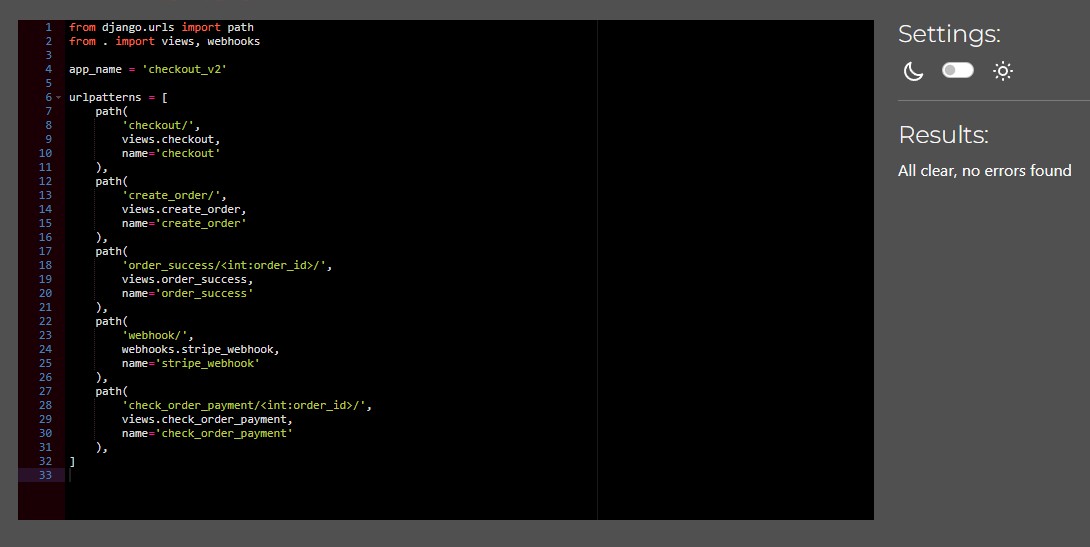 1 from django.urls import path
2 from . import views, webhooks
3
4 app_name = 'checkout_v2'
5
6 urlpatterns = [
7     path(
8         'checkout/',
9         views.checkout,
10         name='checkout'
11     ),
12     path(
13         'create_order/',
14         views.create_order,
15         name='create_order'
16     ),
17     path(
18         'order_success/<int:order_id>/',
19         views.order_success,
20         name='order_success'
21     ),
22     path(
23         'webhook/',
24         webhooks.stripe_webhook,
25         name='stripe_webhook'
26     ),
27     path(
28         'check_order_payment/<int:order_id>/',
29         views.check_order_payment,
30         name='check_order_payment'
31     ),
32 ]
33
Settings:
Results:
All clear, no errors found